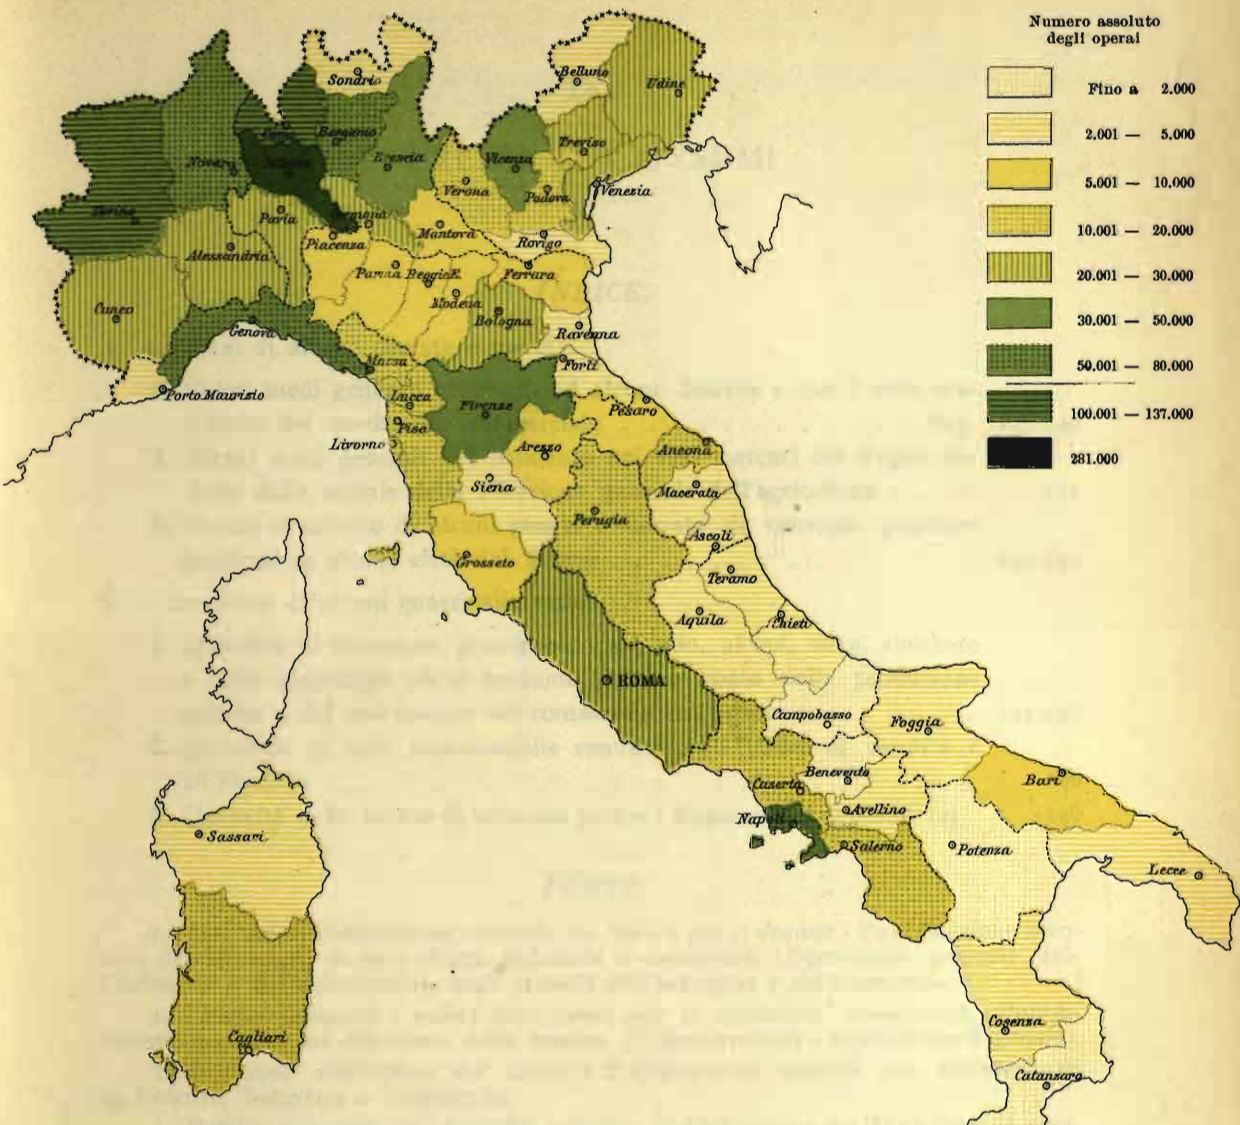 Numero assoluto
degli operai
Fino a 2.000
2.001 — 5.000
5.001 — 10.000
10.001 — 20.000
20.001 — 30.000
30.001 — 50.000
50.001 — 80.000
100.001 — 137.000
281.000
Sondrio
Belluno
Udine
Bergamo
Brescia
Vicenza
Treviso
Novara
Milano
Verona
Padova
Venezia
Torino
Pavia
Cremona
Mantova
Rovigo
Piacenza
Alessandria
Parma
Reggio E.
Ferrara
Modena
Cuneo
Genova
Bologna
Ravenna
Massa
Forlì
Porto Maurizio
Lucca
Firenze
Pesaro
Pisa
Livorno
Arezzo
Ancona
Siena
Macerata
Perugia
Ascoli
Grosseto
Teramo
Aquila
Chieti
ROMA
Campobasso
Foggia
Benevento
Caserta
Bari
Avellino
Napoli
Salerno
Potenza
Lecce
Sassari
Cagliari
Cosenza
Catanzaro